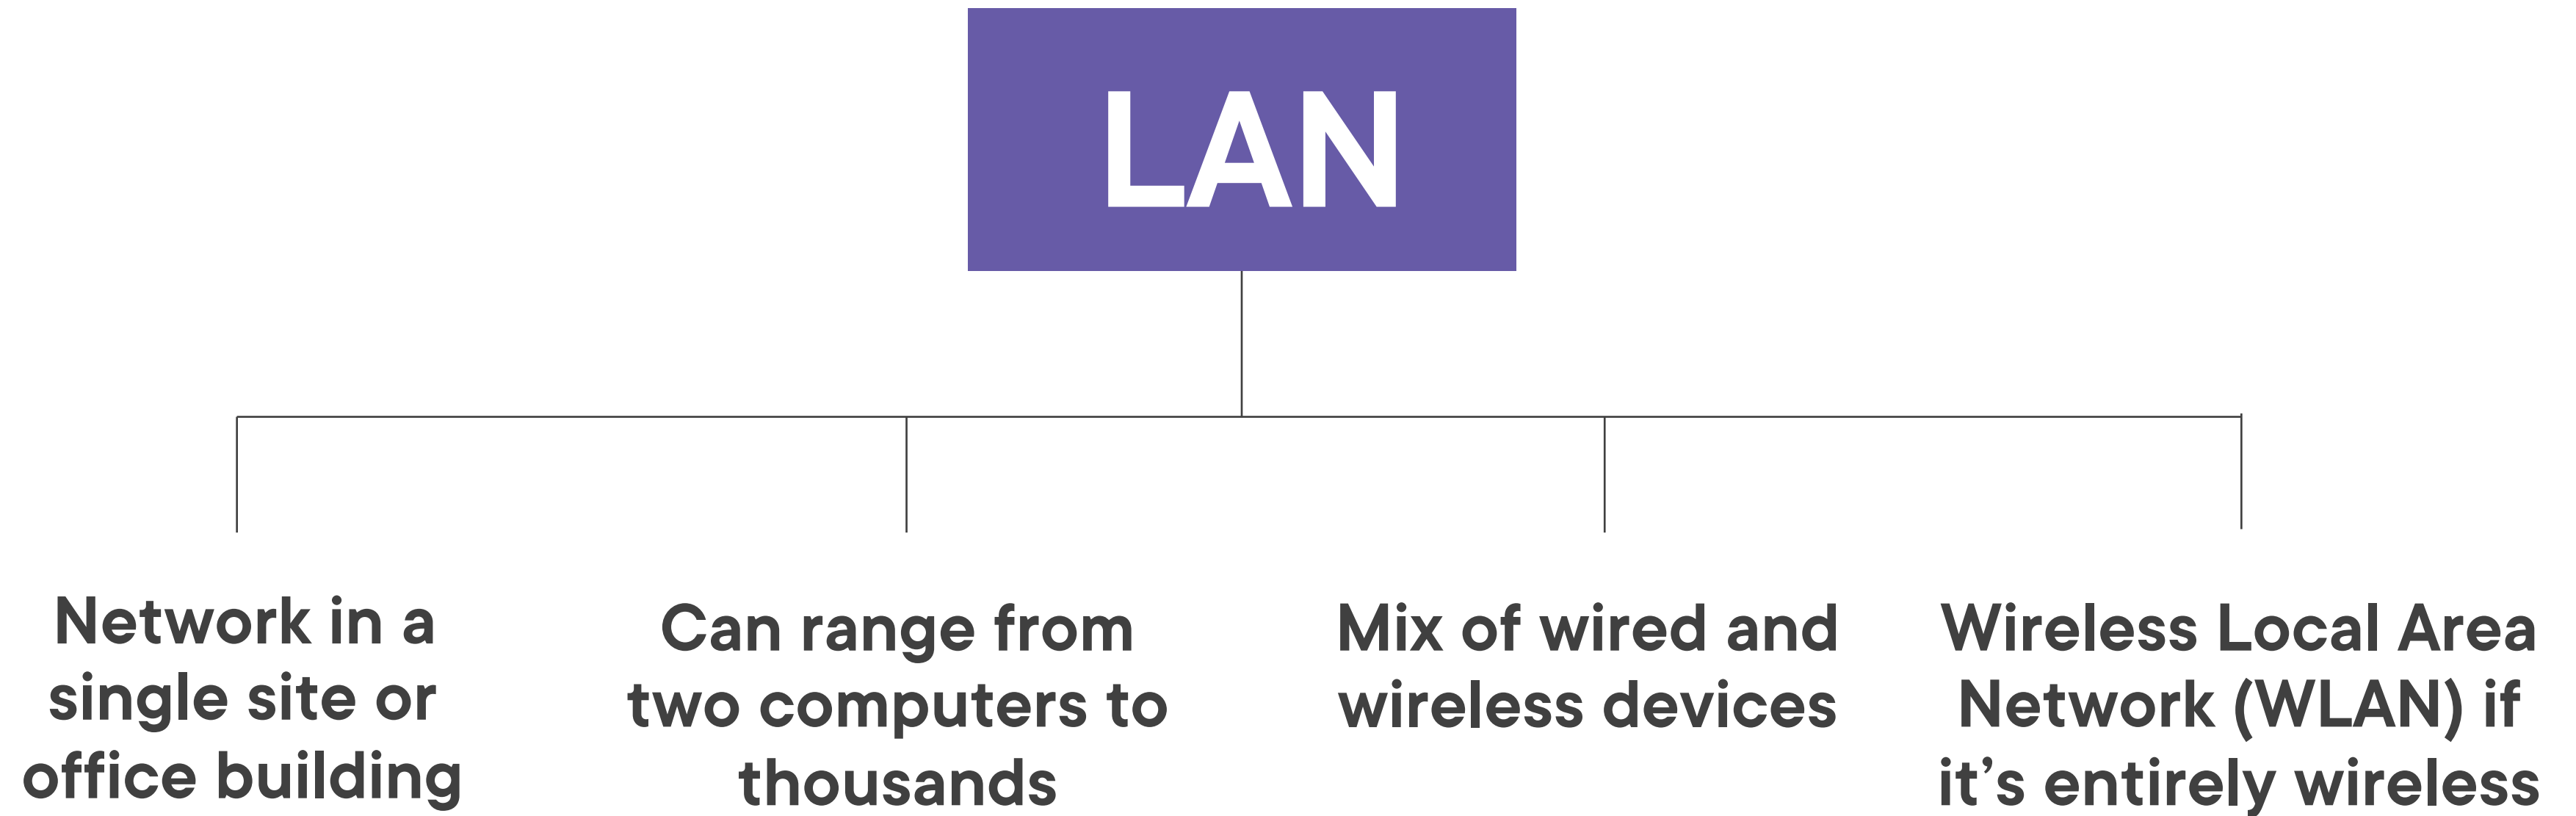 LAN
Network in a
single site or
office building
Can range from
two computers to
thousands
Mix of wired and
wireless devices
Wireless Local Area
Network (WLAN) if
it’s entirely wireless